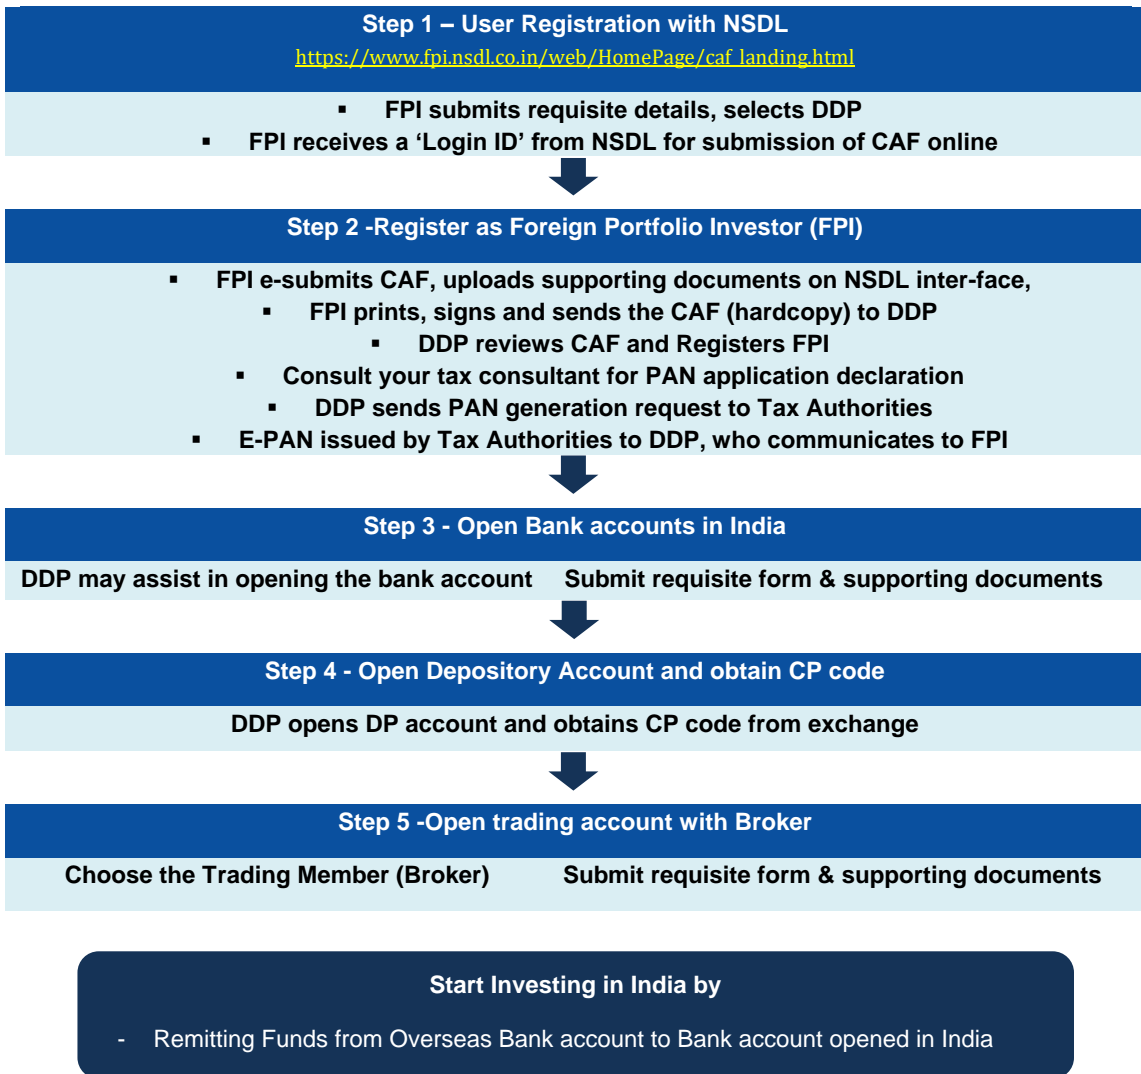 Step 1 – User Registration with NSDL
https://www.fpi.nsdl.co.in/web/HomePage/caf_landing.html
▪ FPI submits requisite details, selects DDP
▪ FPI receives a ‘Login ID’ from NSDL for submission of CAF online
Step 2 -Register as Foreign Portfolio Investor (FPI)
▪ FPI e-submits CAF, uploads supporting documents on NSDL inter-face,
▪ FPI prints, signs and sends the CAF (hardcopy) to DDP
▪ DDP reviews CAF and Registers FPI
▪ Consult your tax consultant for PAN application declaration
▪ DDP sends PAN generation request to Tax Authorities
▪ E-PAN issued by Tax Authorities to DDP, who communicates to FPI
Step 3 - Open Bank accounts in India
DDP may assist in opening the bank account Submit requisite form & supporting documents
Step 4 - Open Depository Account and obtain CP code
DDP opens DP account and obtains CP code from exchange
Step 5 -Open trading account with Broker
Choose the Trading Member (Broker) Submit requisite form & supporting documents
Start Investing in India by
- Remitting Funds from Overseas Bank account to Bank account opened in India